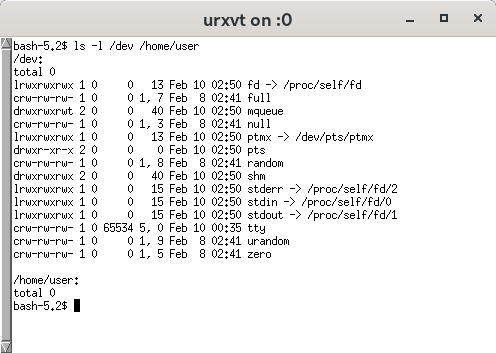 urxvt on :0
bash-5.2$ ls -l /dev /home/user
/dev:
total 0
lrwxrwxrwx 1 0     0   13 Feb 10 02:50 fd -> /proc/self/fd
crw-rw-rw- 1 0     0 1, 7 Feb  8 02:41 full
drwxrwxrwt 2 0     0   40 Feb 10 02:50 mqueue
crw-rw-rw- 1 0     0 1, 3 Feb  8 02:41 null
lrwxrwxrwx 1 0     0   13 Feb 10 02:50 ptmx -> /dev/pts/ptmx
drwxr-xr-x 2 0     0    0 Feb 10 02:50 pts
crw-rw-rw- 1 0     0 1, 8 Feb  8 02:41 random
drwxrwxrwx 2 0     0   40 Feb 10 02:50 shm
lrwxrwxrwx 1 0     0   15 Feb 10 02:50 stderr -> /proc/self/fd/2
lrwxrwxrwx 1 0     0   15 Feb 10 02:50 stdin -> /proc/self/fd/0
lrwxrwxrwx 1 0     0   15 Feb 10 02:50 stdout -> /proc/self/fd/1
crw-rw-rw- 1 0 65534 5, 0 Feb 10 00:35 tty
crw-rw-rw- 1 0     0 1, 9 Feb  8 02:41 urandom
crw-rw-rw- 1 0     0 1, 5 Feb  8 02:41 zero
/home/user:
total 0
bash-5.2$